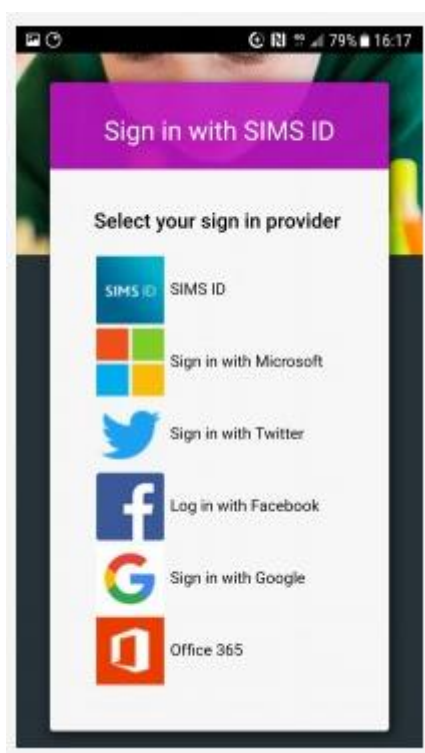 79% 16:17
Sign in with SIMS ID
Select your sign in provider
SIMS ID SIMS ID
Sign in with Microsoft
Sign in with Twitter
Log in with Facebook
Sign in with Google
Office 365